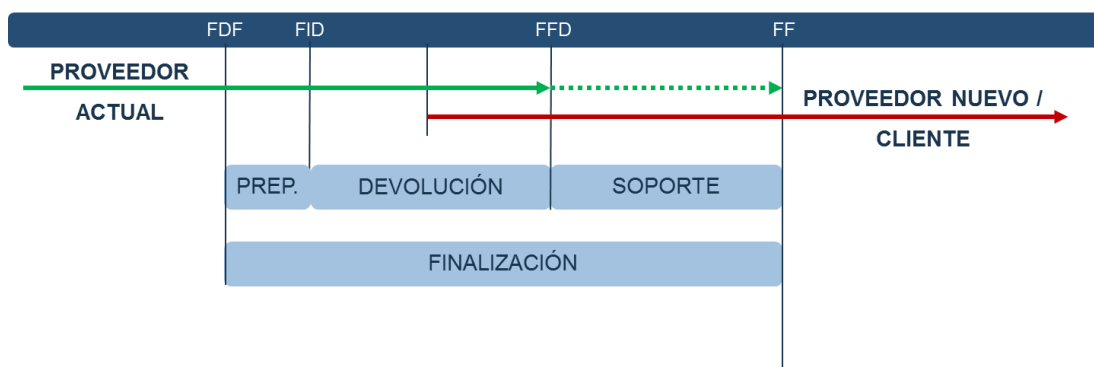 FDF FID FFD FF
PROVEEDOR
ACTUAL
PROVEEDOR NUEVO /
CLIENTE
PREP. DEVOLUCIÓN SOPORTE
FINALIZACIÓN